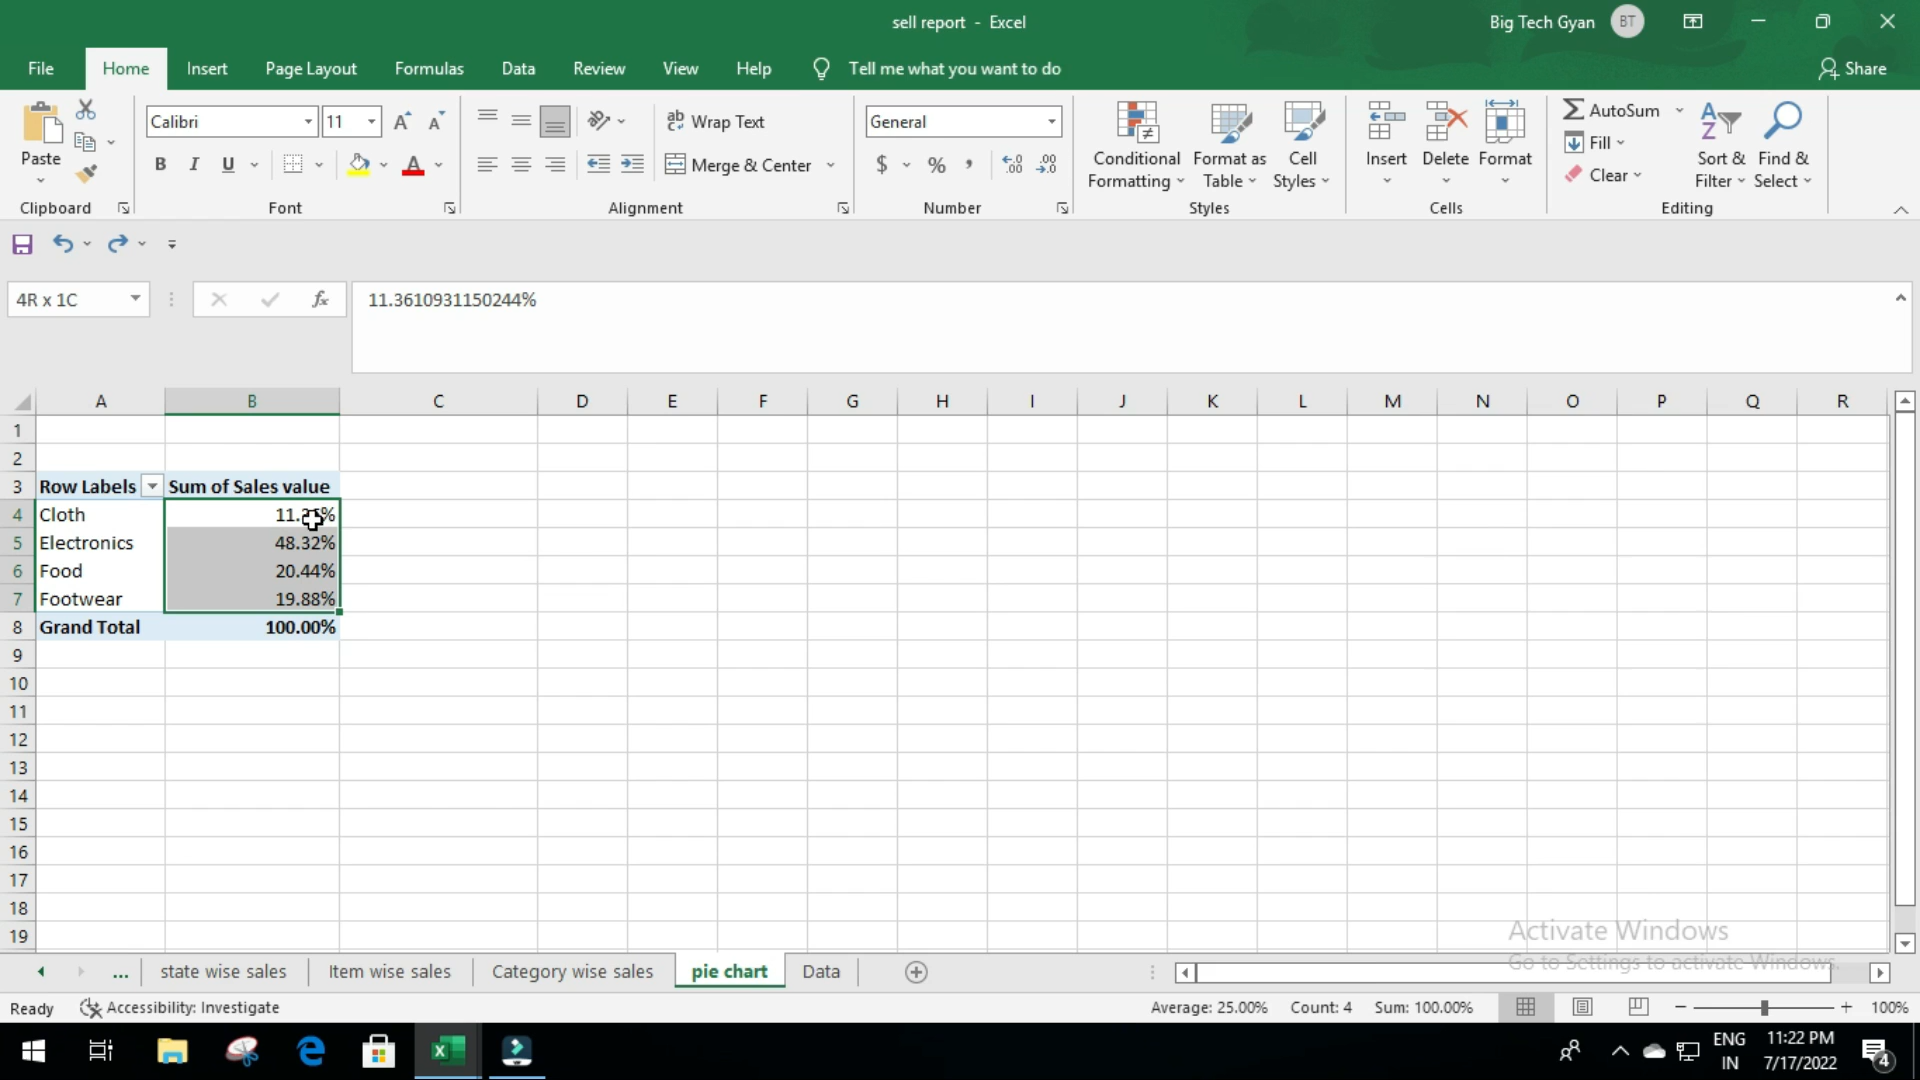 sell report - Excel
Big Tech Gyan BT
File Home Insert Page Layout Formulas Data Review View Help Tell me what you want to do Share
Paste
Clipboard
Calibri 11
B I U A
Font
Wrap Text
Merge & Center
Alignment
General
$ % ,
Number
Conditional Formatting
Format as Table
Cell Styles
Styles
Insert Delete Format
Cells
AutoSum
Fill
Clear
Sort & Filter
Find & Select
Editing
4R x 1C fx 11.3610931150244%
A B C D E F G H I J K L M N O P Q R
1
2
3 Row Labels Sum of Sales value
4 Cloth
5 Electronics 48.32%
6 Food 20.44%
7 Footwear 19.88%
8 Grand Total 100.00%
9
10
11
12
13
14
15
16
17
18
19
Activate Windows
Go to Settings to activate Windows.
... state wise sales Item wise sales Category wise sales pie chart Data
Ready Accessibility: Investigate Average: 25.00% Count: 4 Sum: 100.00% 100%
ENG 11:22 PM
IN 7/17/2022 4